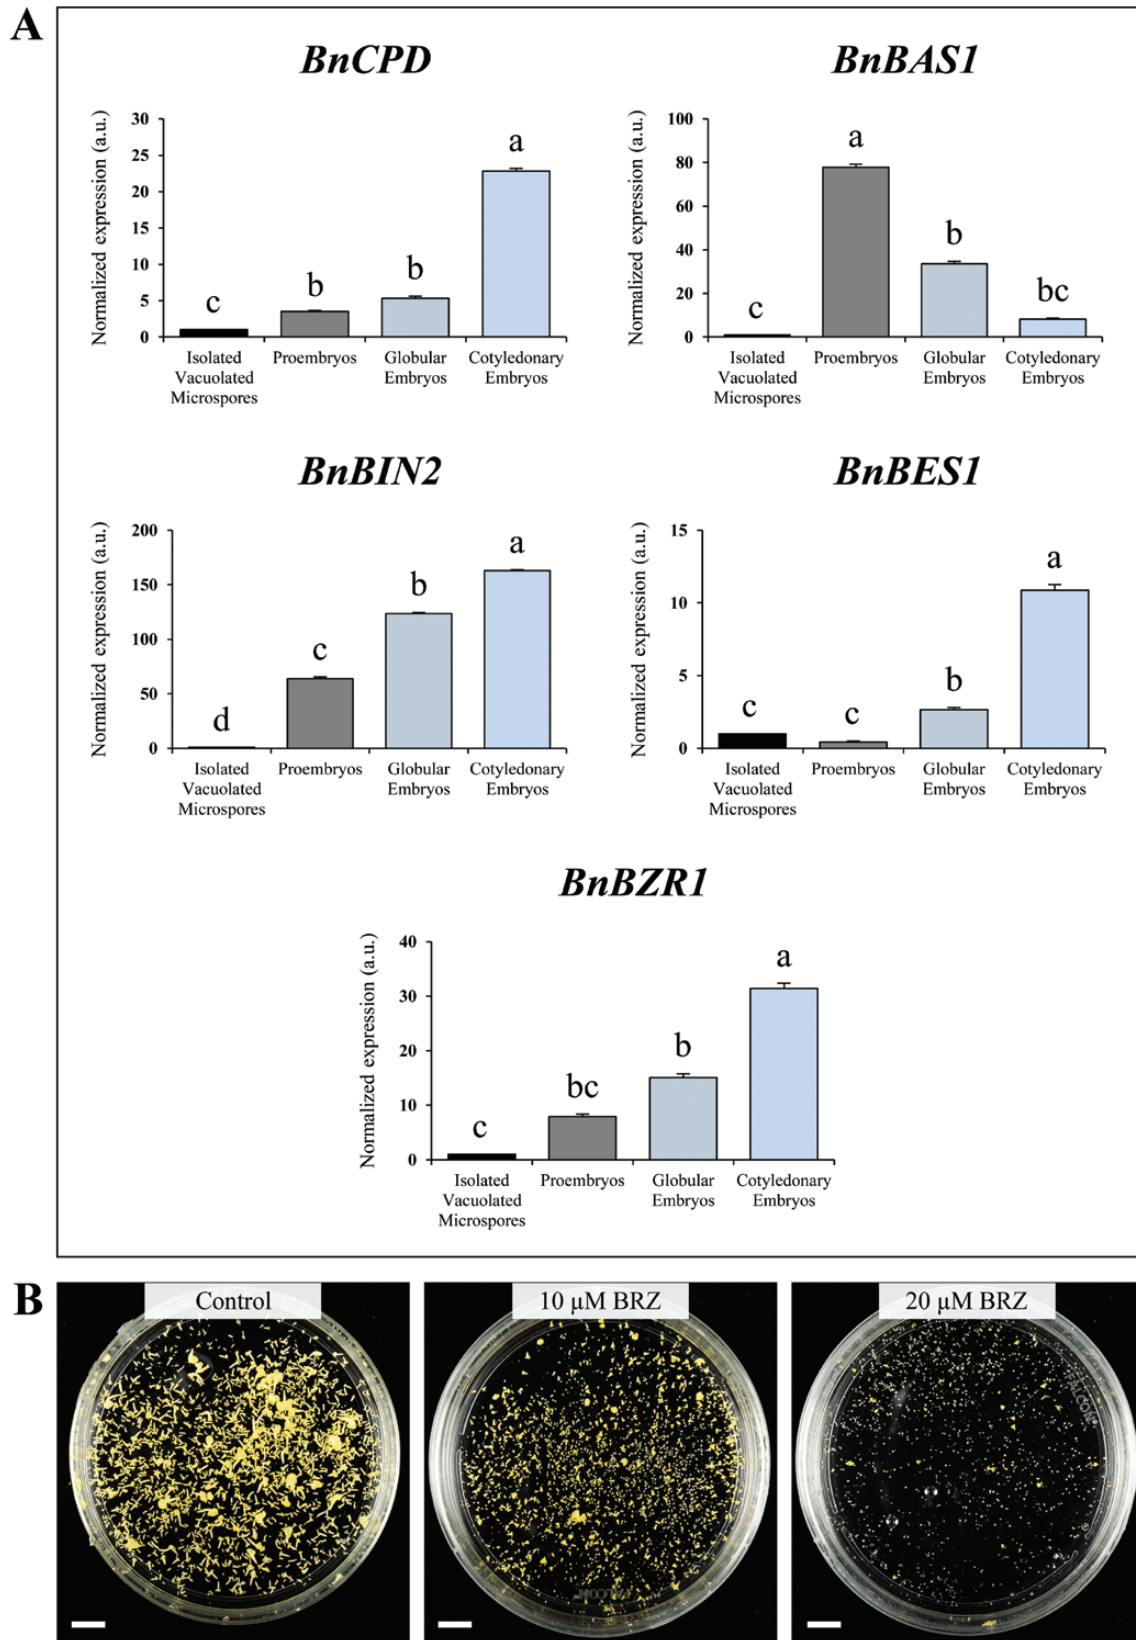 A
BnCPD
Normalized expression (a.u.)
30
25
20
15
10
5
0
c
b
b
a
Isolated Vacuolated Microspores
Proembryos
Globular Embryos
Cotyledonary Embryos
BnBAS1
Normalized expression (a.u.)
100
80
60
40
20
0
c
a
b
bc
Isolated Vacuolated Microspores
Proembryos
Globular Embryos
Cotyledonary Embryos
BnBIN2
Normalized expression (a.u.)
200
150
100
50
0
d
c
b
a
Isolated Vacuolated Microspores
Proembryos
Globular Embryos
Cotyledonary Embryos
BnBES1
Normalized expression (a.u.)
15
10
5
0
c
c
b
a
Isolated Vacuolated Microspores
Proembryos
Globular Embryos
Cotyledonary Embryos
BnBZR1
Normalized expression (a.u.)
40
30
20
10
0
c
bc
b
a
Isolated Vacuolated Microspores
Proembryos
Globular Embryos
Cotyledonary Embryos
B
Control
10 µM BRZ
20 µM BRZ
FALCON